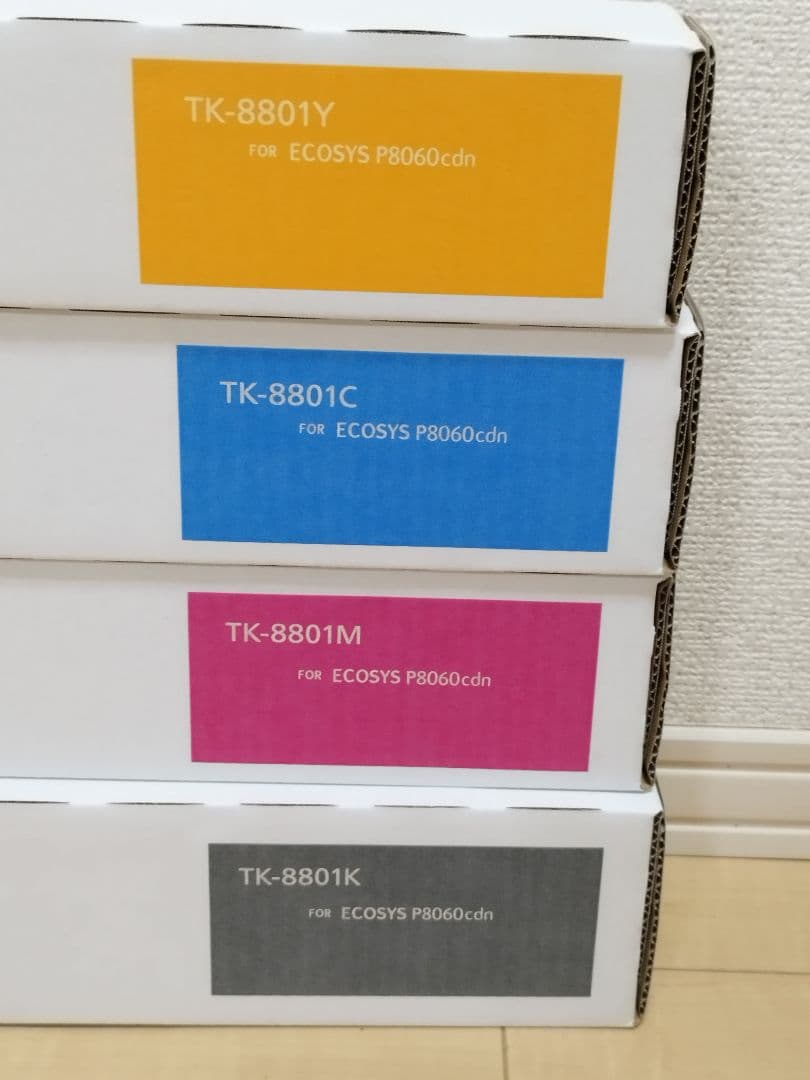 TK-8801Y
FOR ECOSYS P8060cdn
TK-8801C
FOR ECOSYS P8060cdn
TK-8801M
FOR ECOSYS P8060cdn
TK-8801K
FOR ECOSYS P8060cdn